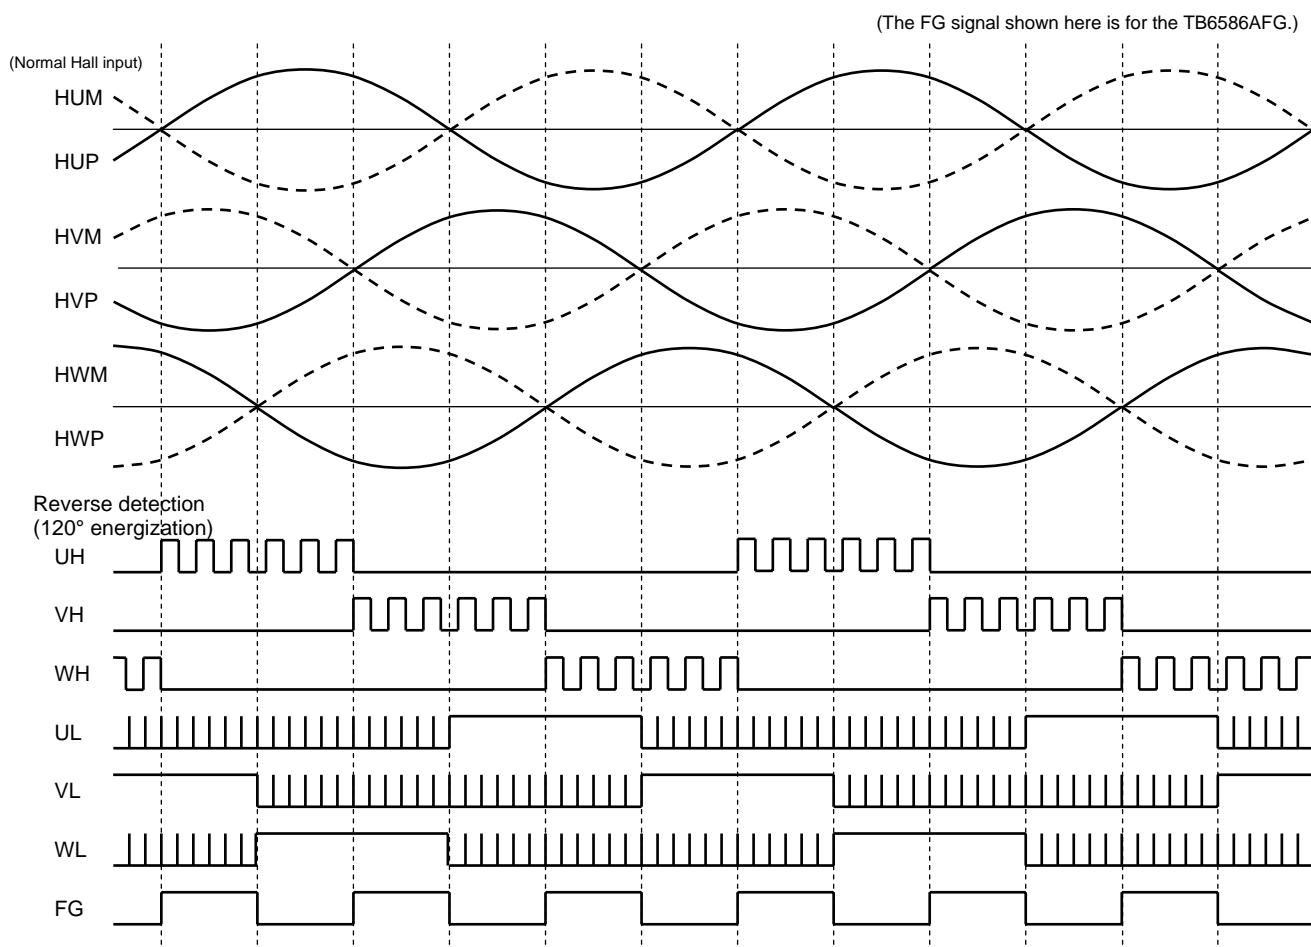 (The FG signal shown here is for the TB6586AFG.)
(Normal Hall input)
HUM
HUP
HVM
HVP
HWM
HWP
Reverse detection
(120° energization)
UH
VH
WH
UL
VL
WL
FG